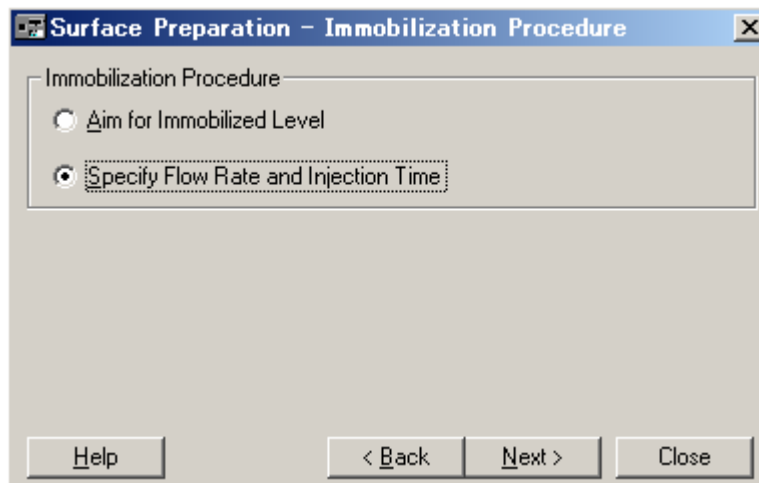 Surface Preparation - Immobilization Procedure
Immobilization Procedure
Aim for Immobilized Level
Specify Flow Rate and Injection Time
Help < Back Next > Close